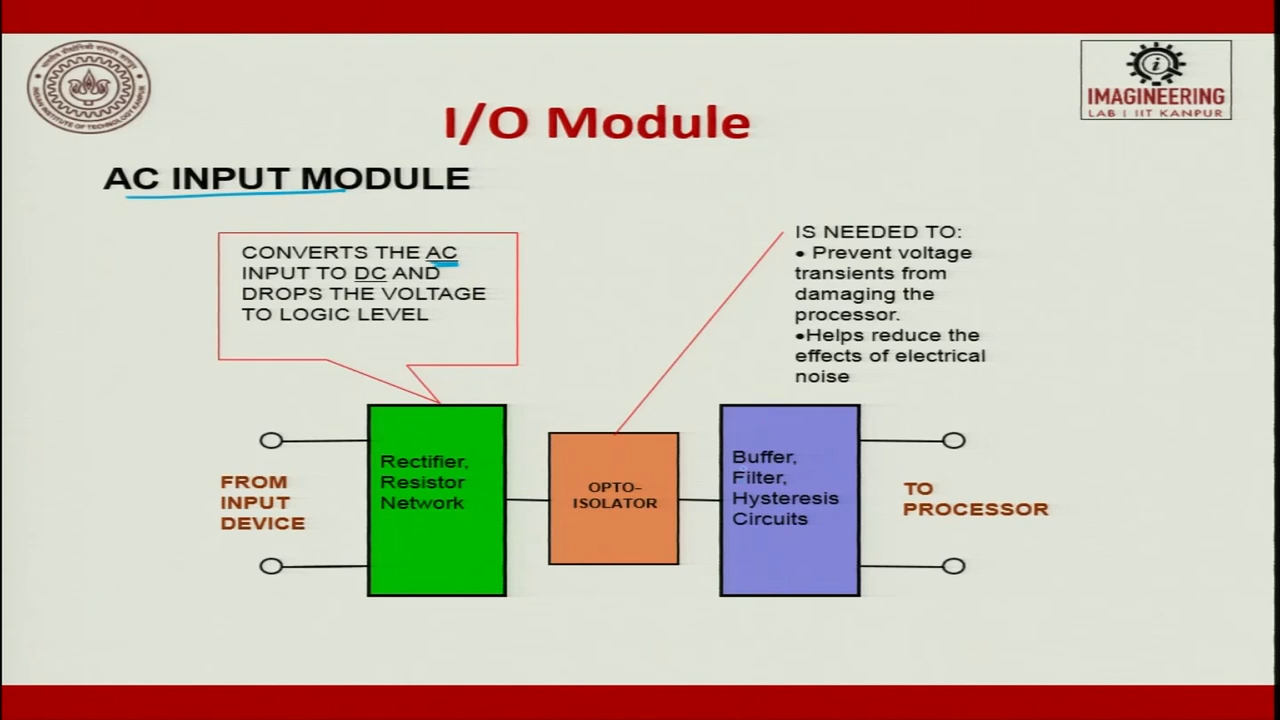 IMAGINEERING
LAB | IIT KANPUR
I/O Module
AC INPUT MODULE
CONVERTS THE AC
INPUT TO DC AND
DROPS THE VOLTAGE
TO LOGIC LEVEL
IS NEEDED TO:
• Prevent voltage
transients from
damaging the
processor.
•Helps reduce the
effects of electrical
noise
FROM
INPUT
DEVICE
Rectifier,
Resistor
Network
OPTO-
ISOLATOR
Buffer,
Filter,
Hysteresis
Circuits
TO
PROCESSOR